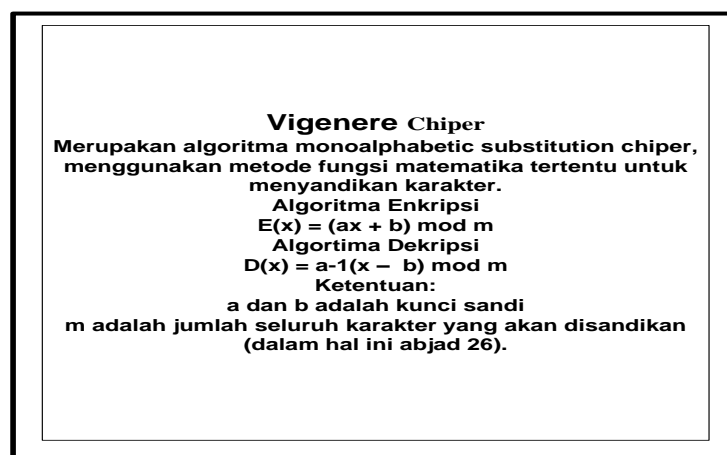 Vigenere Chiper
Merupakan algoritma monoalphabetic substitution chiper,
menggunakan metode fungsi matematika tertentu untuk
menyandikan karakter.
Algoritma Enkripsi
E(x) = (ax + b) mod m
Algortima Dekripsi
D(x) = a-1(x – b) mod m
Ketentuan:
a dan b adalah kunci sandi
m adalah jumlah seluruh karakter yang akan disandikan
(dalam hal ini abjad 26).